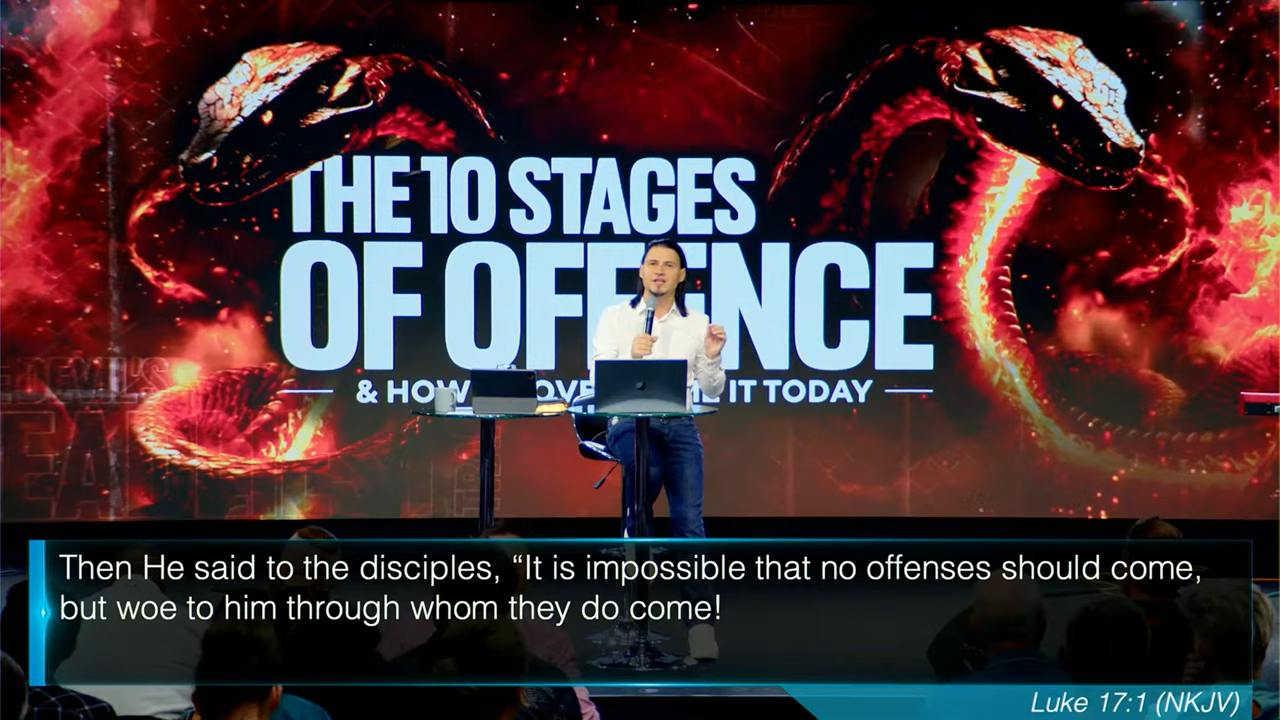 THE 10 STAGES
OF OFFENCE
& HOW OVE IT TODAY
Then He said to the disciples, “It is impossible that no offenses should come,
but woe to him through whom they do come!
Luke 17:1 (NKJV)